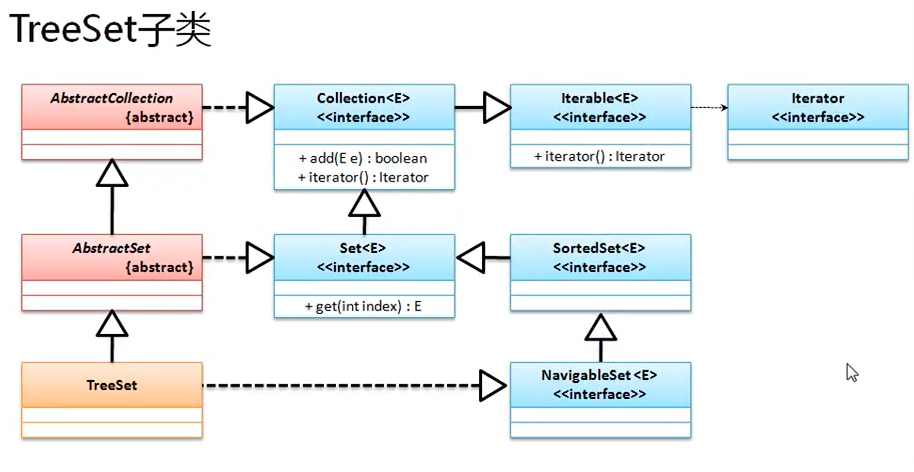 TreeSet子类
AbstractCollection
{abstract}
Collection<E>
<<interface>>
+ add(E e) : boolean
+ iterator() : Iterator
Iterable<E>
<<interface>>
+ iterator() : Iterator
Iterator
<<interface>>
AbstractSet
{abstract}
Set<E>
<<interface>>
+ get(int index) : E
SortedSet<E>
<<interface>>
TreeSet
NavigableSet<E>
<<interface>>